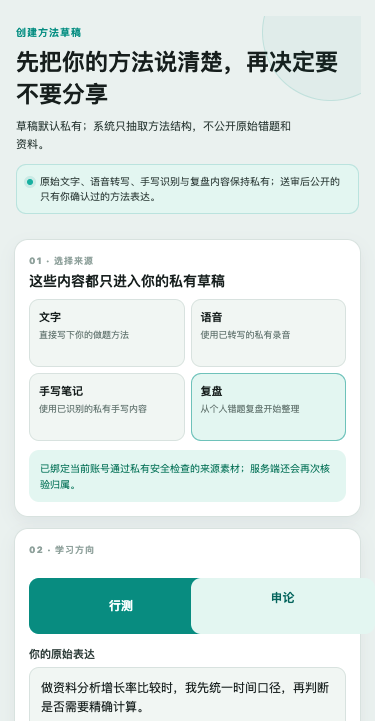 创建方法草稿
先把你的方法说清楚，再决定要
不要分享
草稿默认私有；系统只抽取方法结构，不公开原始错题和
资料。
原始文字、语音转写、手写识别与复盘内容保持私有；送审后公开的
只有你确认过的方法表达。
01 · 选择来源
这些内容都只进入你的私有草稿
文字
直接写下你的做题方法
语音
使用已转写的私有录音
手写笔记
使用已识别的私有手写内容
复盘
从个人错题复盘开始整理
已绑定当前账号通过私有安全检查的来源素材；服务端还会再次核
验归属。
02 · 学习方向
行测
申论
你的原始表达
做资料分析增长率比较时，我先统一时间口径，再判断
是否需要精确计算。